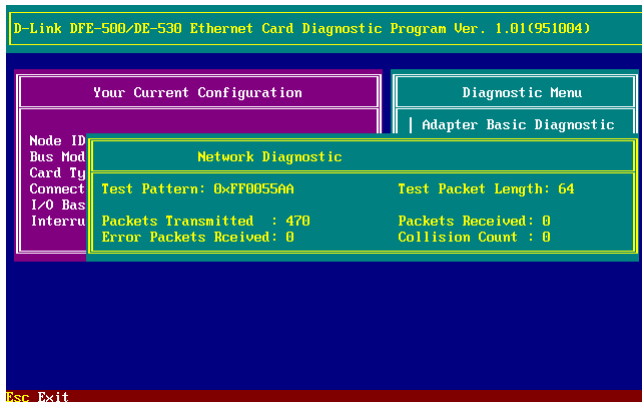 D-Link DFE-500/DE-530 Ethernet Card Diagnostic Program Ver. 1.01(951004)
Your Current Configuration
Diagnostic Menu
Adapter Basic Diagnostic
Node ID
Bus Mod
Card Ty
Connect
I/O Bas
Interru
Network Diagnostic
Test Pattern: 0xFF0055AA Test Packet Length: 64
Packets Transmitted : 470 Packets Received: 0
Error Packets Rceived: 0 Collision Count : 0
Esc Exit